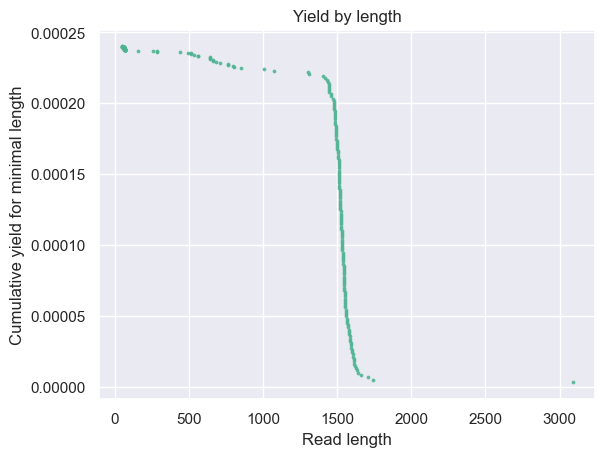 Yield by length
Cumulative yield for minimal length
0.00025
0.00020
0.00015
0.00010
0.00005
0.00000
0 500 1000 1500 2000 2500 3000
Read length